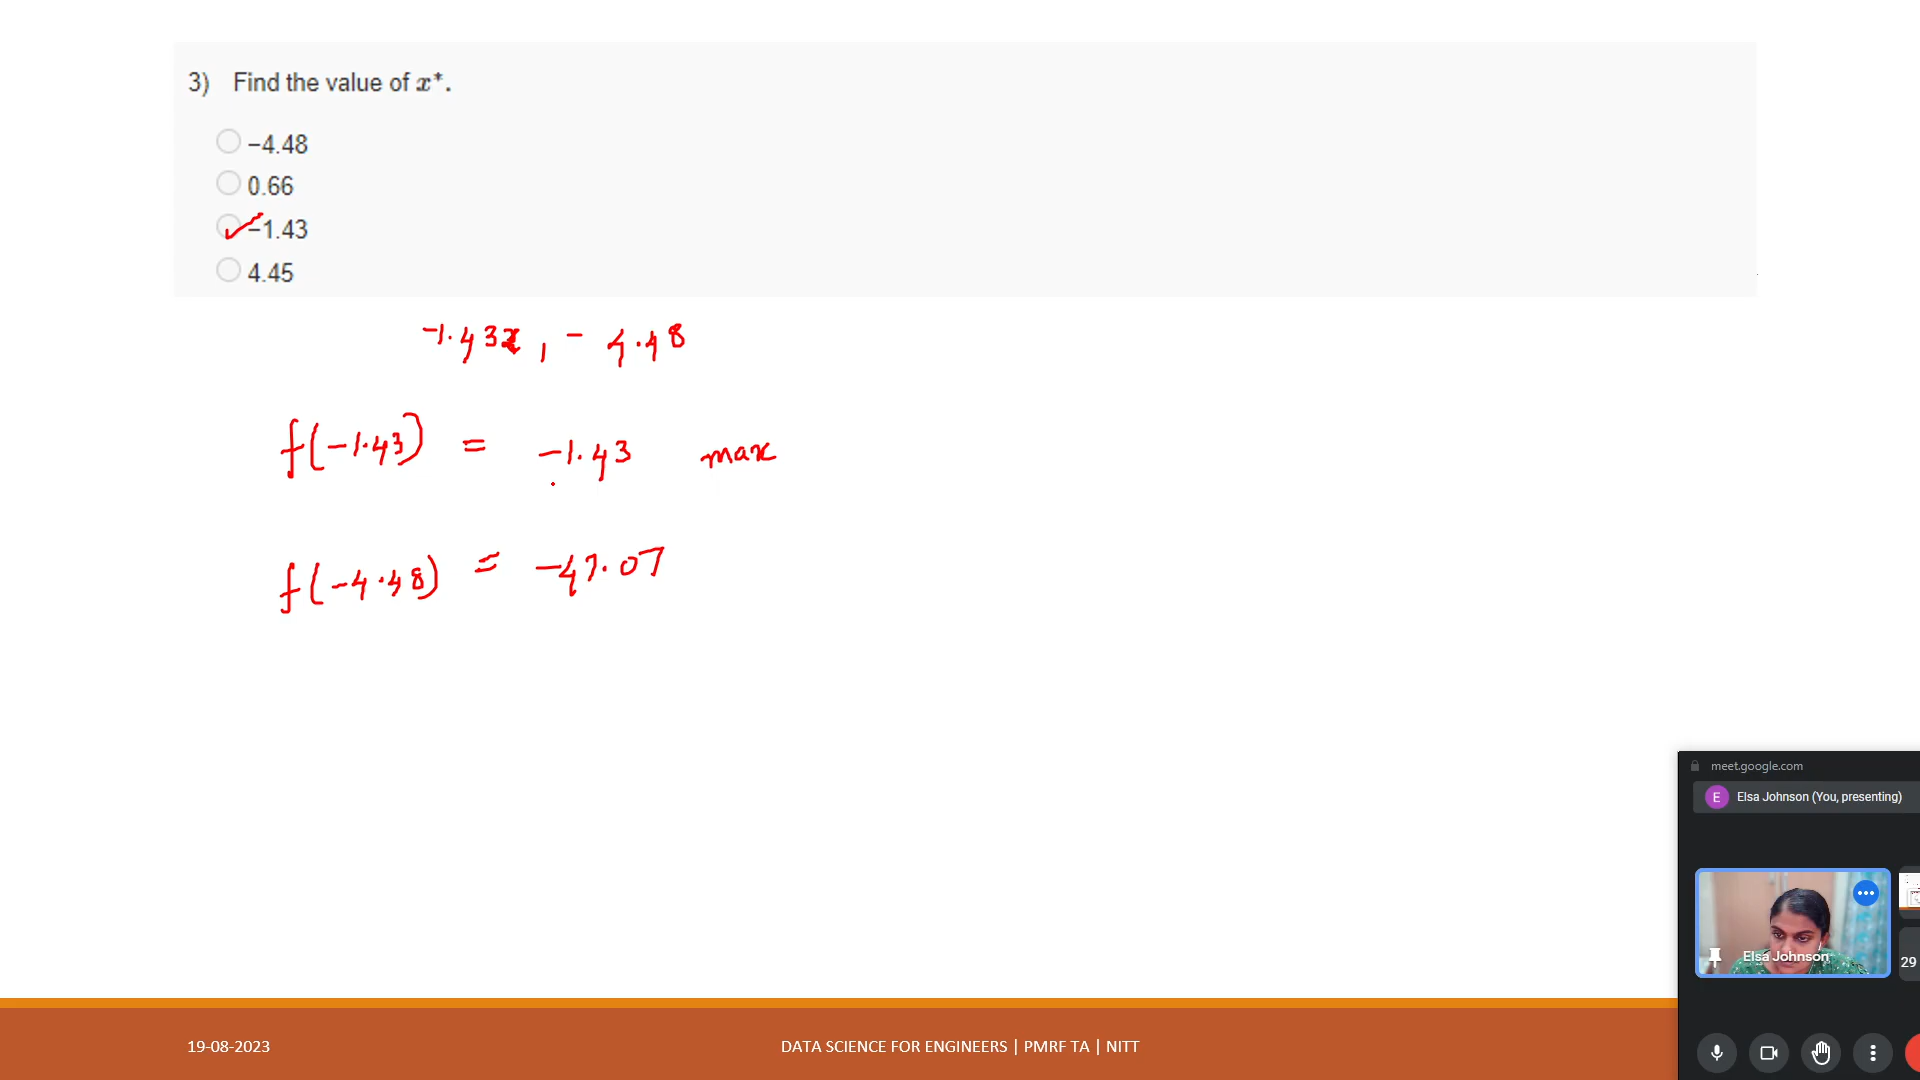 3) Find the value of x*.
−4.48
0.66
−1.43
4.45
-1.43 , - 4.48
f(-1.43) = -1.43 max
f(-4.48) = -47.07
meet.google.com
E Elsa Johnson (You, presenting)
Elsa Johnson
29
19-08-2023 DATA SCIENCE FOR ENGINEERS | PMRF TA | NITT